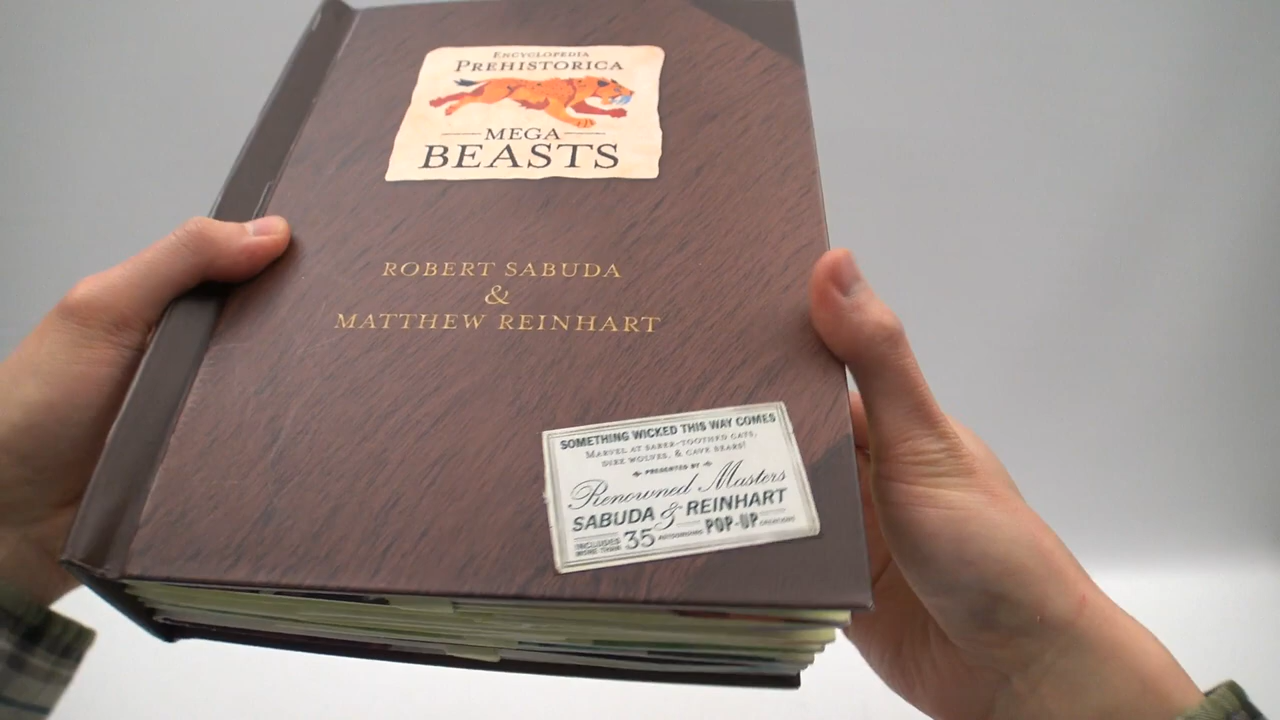 ENCYCLOPEDIA
PREHISTORICA
MEGA
BEASTS
ROBERT SABUDA
&
MATTHEW REINHART
SOMETHING WICKED THIS WAY COMES
MARVEL AT SABER-TOOTHED CATS,
DIRE WOLVES, & CAVE BEARS!
PRESENTED BY
Renowned Masters
SABUDA & REINHART
INCLUDES MORE THAN 35 POP-UP